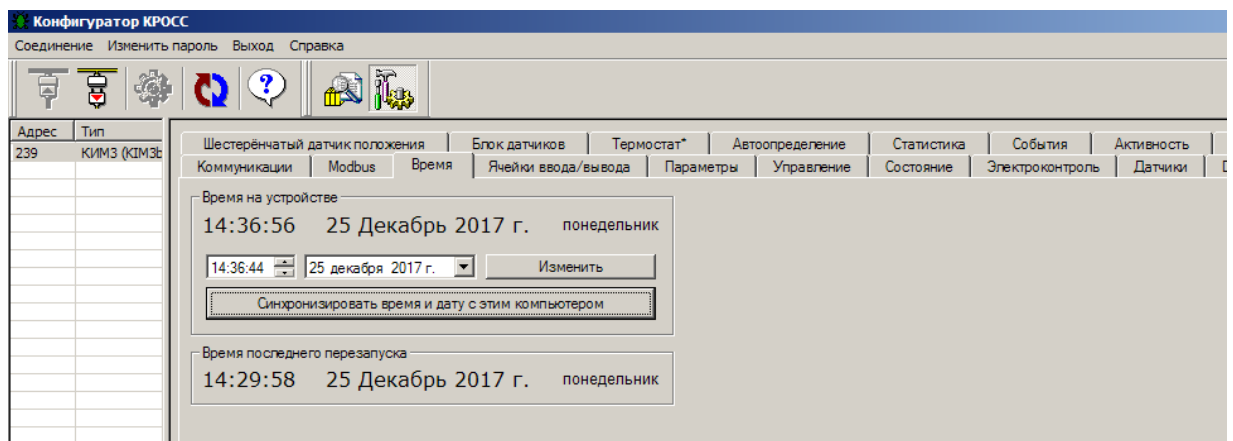 Конфигуратор КРОСС
Соединение Изменить пароль Выход Справка
Адрес Тип
239 КИМ3 (KIM3b
Шестерёнчатый датчик положения Блок датчиков Термостат* Автоопределение Статистика События Активность
Коммуникации Modbus Время Ячейки ввода/вывода Параметры Управление Состояние Электроконтроль Датчики
Время на устройстве
14:36:56 25 Декабрь 2017 г. понедельник
14:36:44 25 декабря 2017 г. Изменить
Синхронизировать время и дату с этим компьютером
Время последнего перезапуска
14:29:58 25 Декабрь 2017 г. понедельник